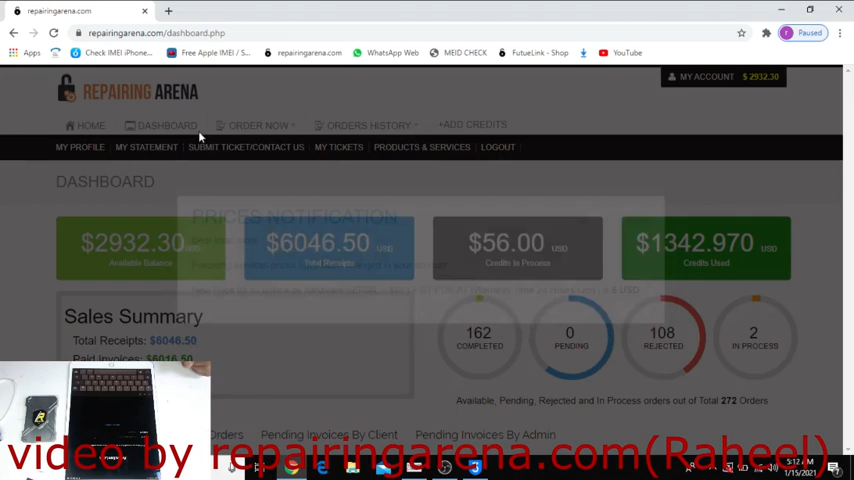 repairingarena.com
repairingarena.com/dashboard.php
Paused
Apps
Check IMEI iPhone...
Free Apple IMEI / S...
repairingarena.com
WhatsApp Web
MEID CHECK
FutueLink - Shop
YouTube
REPAIRING ARENA
MY ACCOUNT $ 2932.30
HOME DASHBOARD ORDER NOW ORDERS HISTORY +ADD CREDITS
MY PROFILE MY STATEMENT SUBMIT TICKET/CONTACT US MY TICKETS PRODUCTS & SERVICES LOGOUT
DASHBOARD
PRICES NOTIFICATION
$2932.30
Available Balance
$6046.50 USD
Total Receipts
$56.00 USD
Credits In Process
$1342.970 USD
Credits Used
Sales Summary
Total Receipts: $6046.50
Paid Invoices: $6016.50
162
COMPLETED
0
PENDING
108
REJECTED
2
IN PROCESS
Available, Pending, Rejected and In Process orders out of Total 272 Orders
Orders Pending Invoices By Client Pending Invoices By Admin
video by repairingarena.com(Raheel)
5:12 AM
1/15/2021